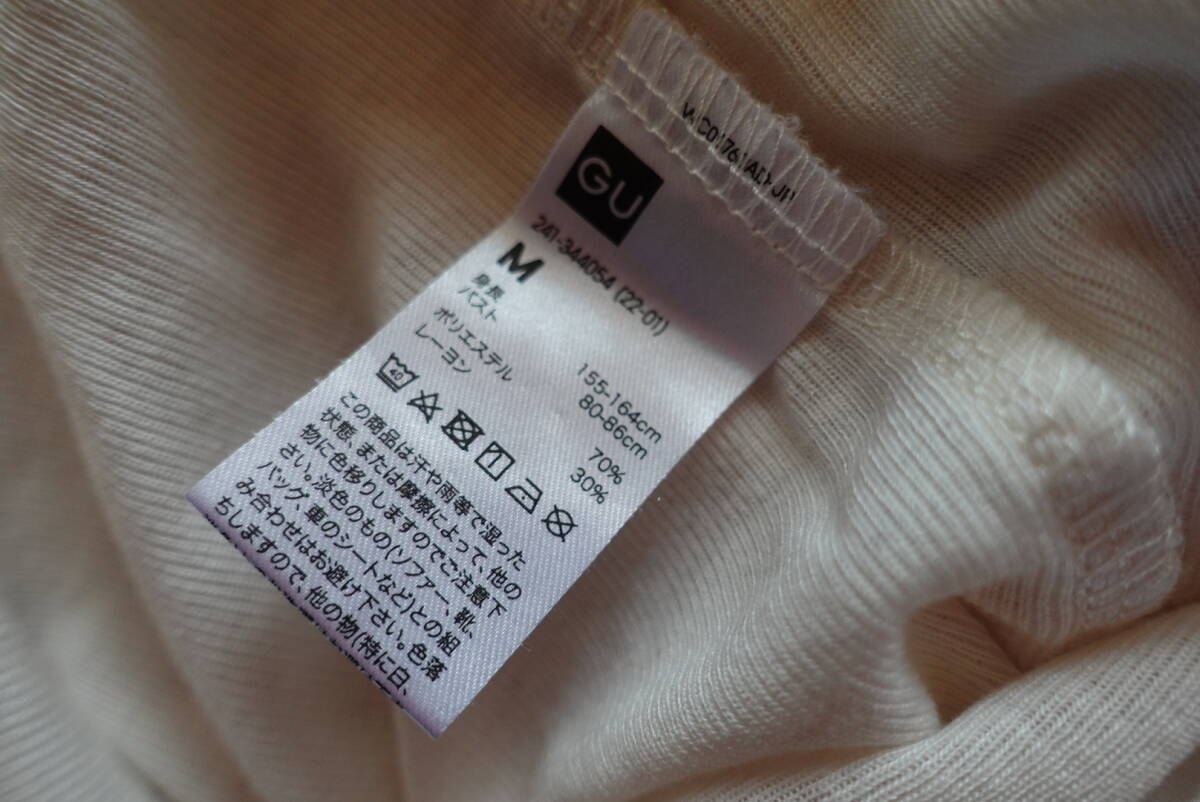 GU
241-344054 (22-01)
M
身長 155-164cm
バスト 80-86cm
ポリエステル 70%
レーヨン 30%
40
この商品は汗や雨等で湿った
状態、または摩擦によって、他の
物に色移りしますのでご注意下
さい。淡色のもの(ソファー、靴、
バッグ、車のシートなど)との組
み合わせはお避け下さい。色落
ちしますので、他の物(特に白、